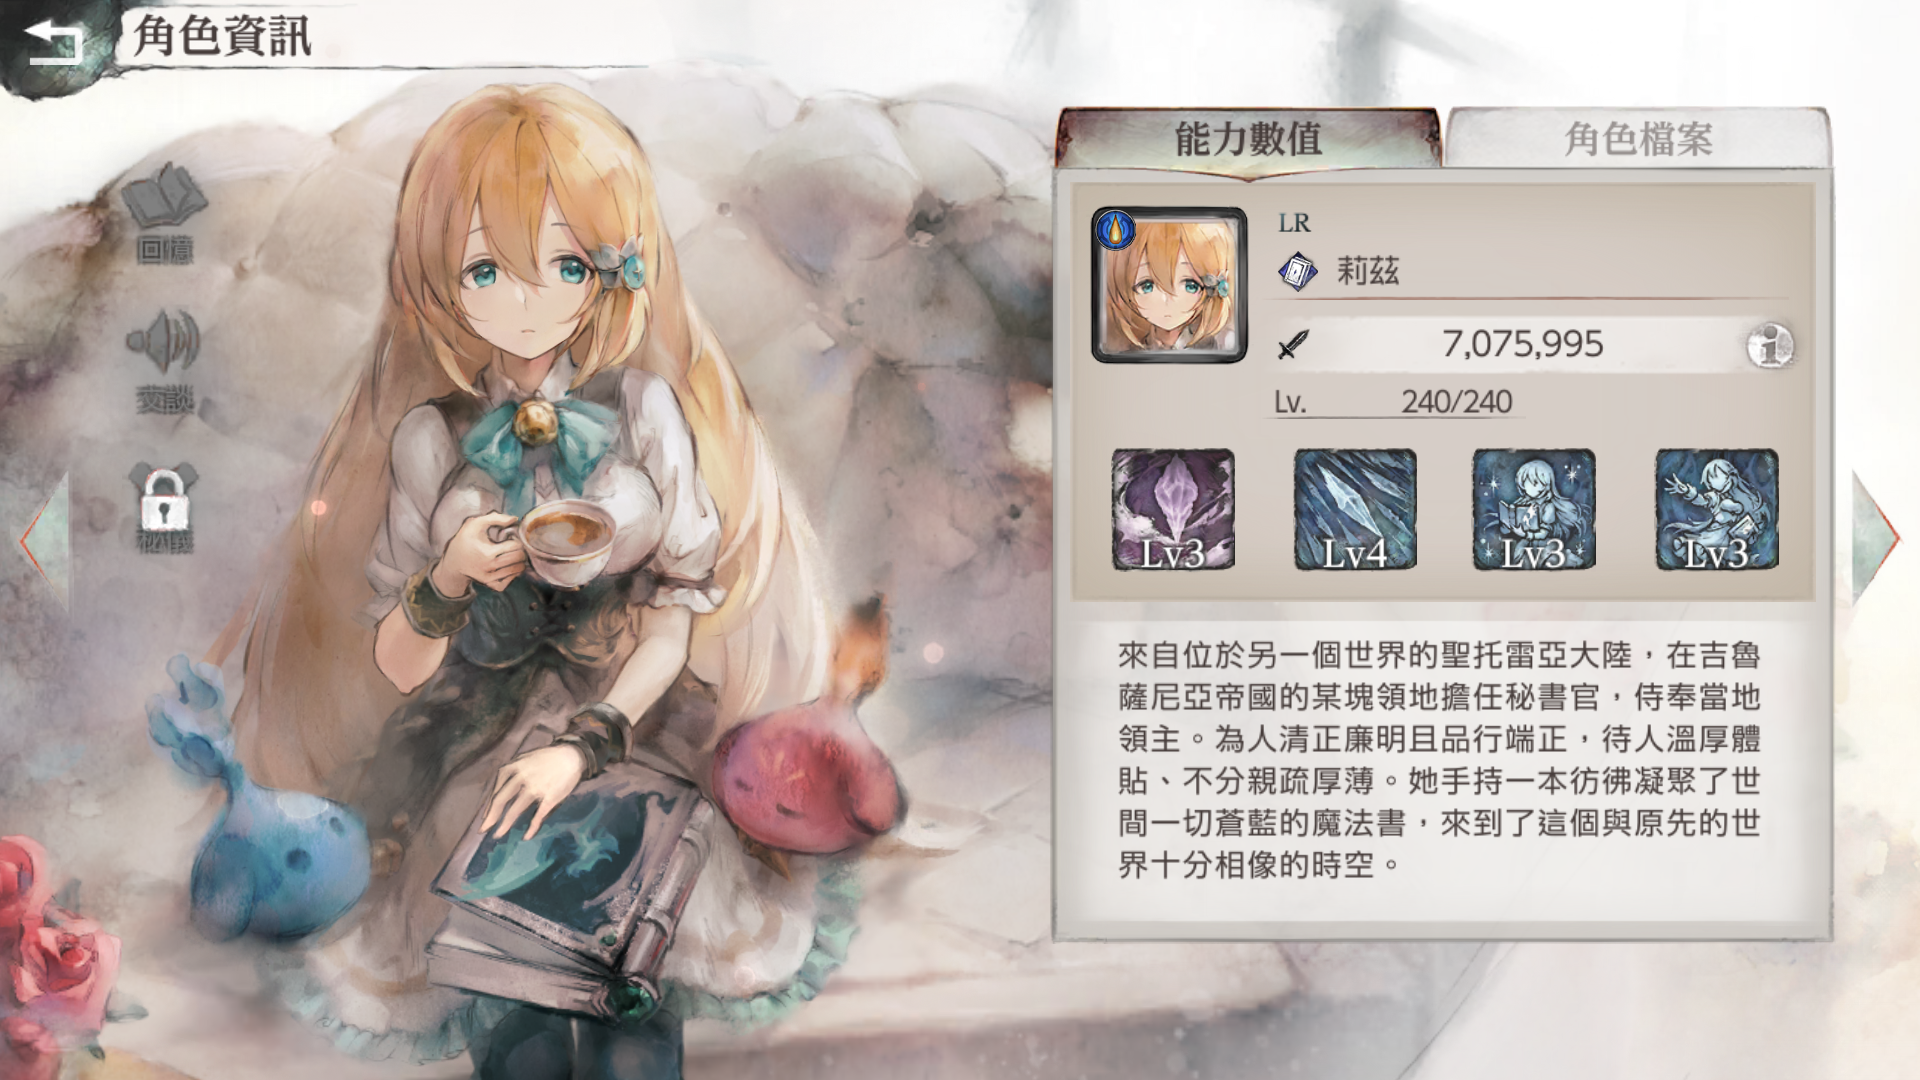 角色資訊
回憶
交談
秘儀
能力數值
角色檔案
LR
莉茲
7,075,995
Lv. 240/240
Lv3
Lv4
Lv3
Lv3
來自位於另一個世界的聖托雷亞大陸，在吉魯
薩尼亞帝國的某塊領地擔任秘書官，侍奉當地
領主。為人清正廉明且品行端正，待人溫厚體
貼、不分親疏厚薄。她手持一本彷彿凝聚了世
間一切蒼藍的魔法書，來到了這個與原先的世
界十分相像的時空。